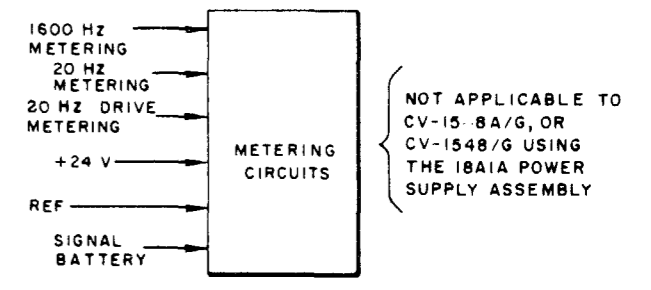 1600 HZ
METERING
20 HZ
METERING
20 HZ DRIVE
METERING
+24 V
REF
SIGNAL
BATTERY
METERING
CIRCUITS
NOT APPLICABLE TO
CV-15-8A/G, OR
CV-1548/G USING
THE 18A1A POWER
SUPPLY ASSEMBLY